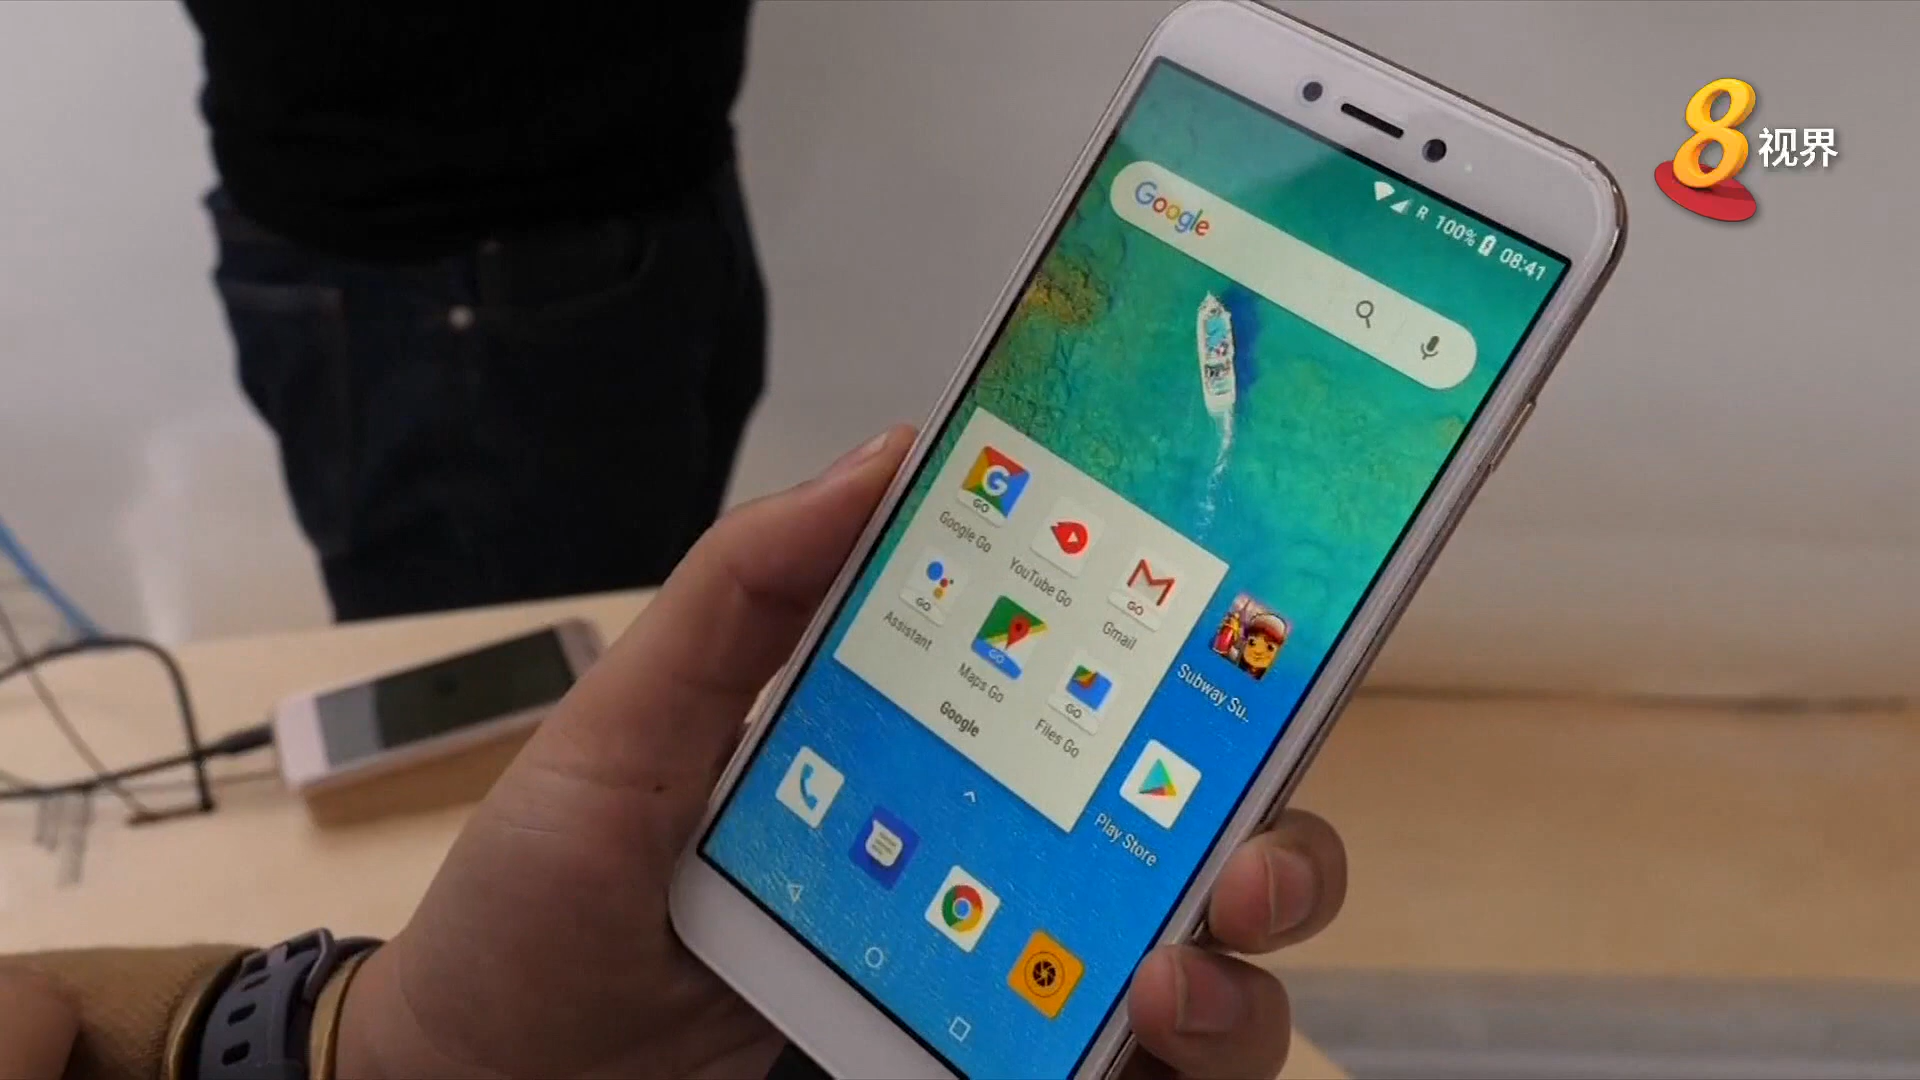 8视界
R 100% 08:41
Google
GO
Google Go
YouTube Go
GO
Gmail
GO
Assistant
GO
Maps Go
GO
Files Go
Google
Subway Su..
Play Store